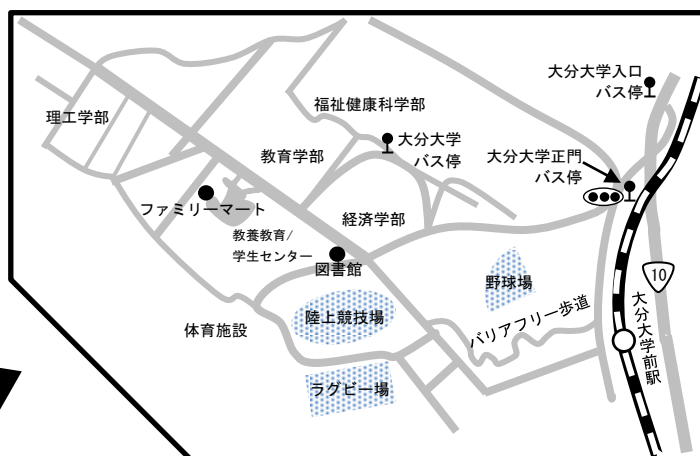 大分大学入口
バス停
福祉健康科学部
理工学部
大分大学
バス停
教育学部
大分大学正門
バス停
ファミリーマート
経済学部
教養教育/
学生センター
図書館
野球場
10
大分大学前駅
陸上競技場
バリアフリー歩道
体育施設
ラグビー場